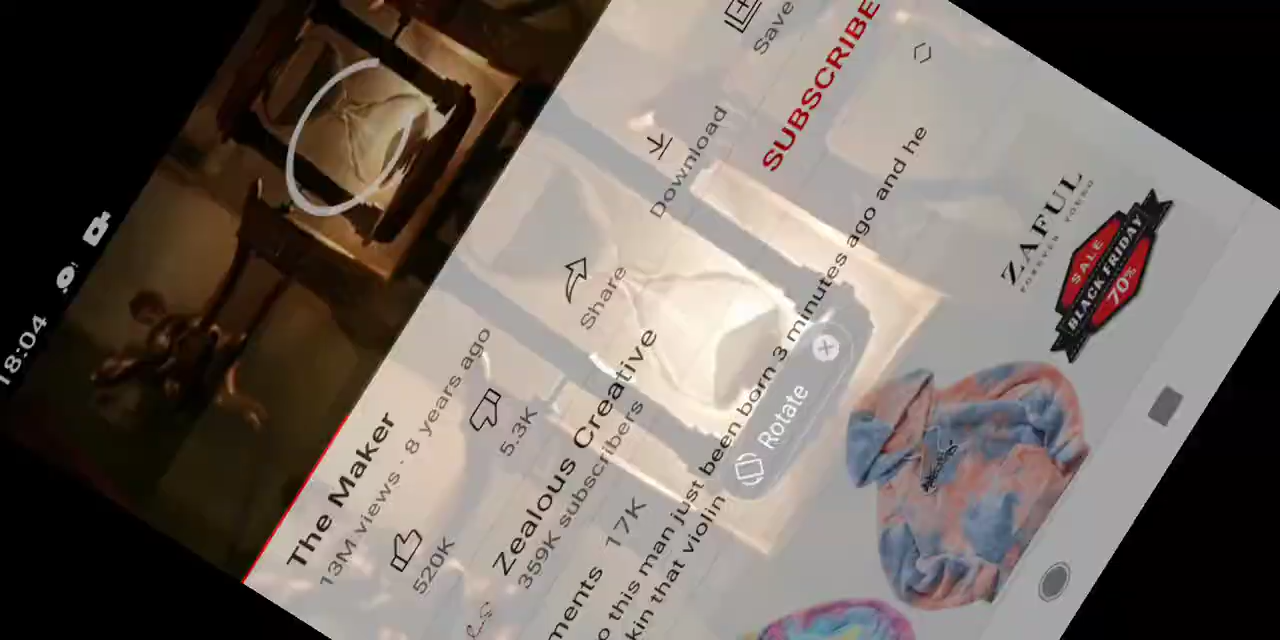 18:04
The Maker
13M views · 8 years ago
520K
5.3K
Share
Download
Save
Zealous Creative
359K subscribers
SUBSCRIBE
ments 17K
o this man just been born 3 minutes ago and he
kin that violin
Rotate
ZAFUL
FOREVER YOUNG
SALE
BLACK FRIDAY
70%